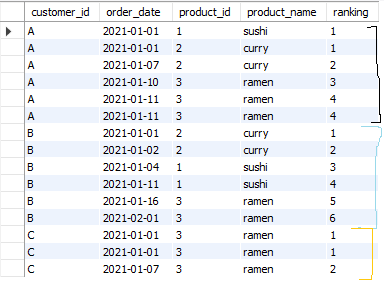 customer_id order_date product_id product_name ranking
A 2021-01-01 1 sushi 1
A 2021-01-01 2 curry 1
A 2021-01-07 2 curry 2
A 2021-01-10 3 ramen 3
A 2021-01-11 3 ramen 4
A 2021-01-11 3 ramen 4
B 2021-01-01 2 curry 1
B 2021-01-02 2 curry 2
B 2021-01-04 1 sushi 3
B 2021-01-11 1 sushi 4
B 2021-01-16 3 ramen 5
B 2021-02-01 3 ramen 6
C 2021-01-01 3 ramen 1
C 2021-01-01 3 ramen 1
C 2021-01-07 3 ramen 2